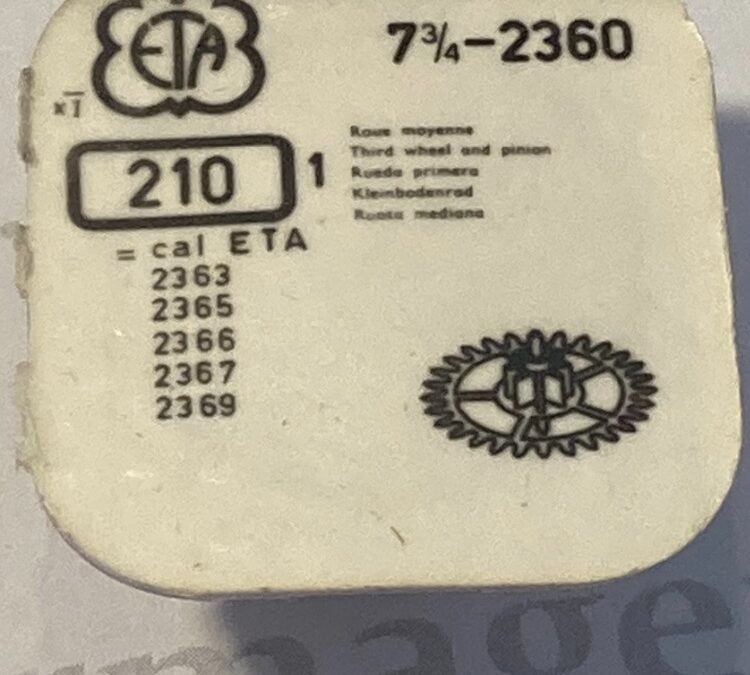 ETA
7¾-2360
x1
210 1
Roue moyenne
Third wheel and pinion
Rueda primera
Kleinbodenrad
Ruota mediana
= cal ETA
2363
2365
2366
2367
2369